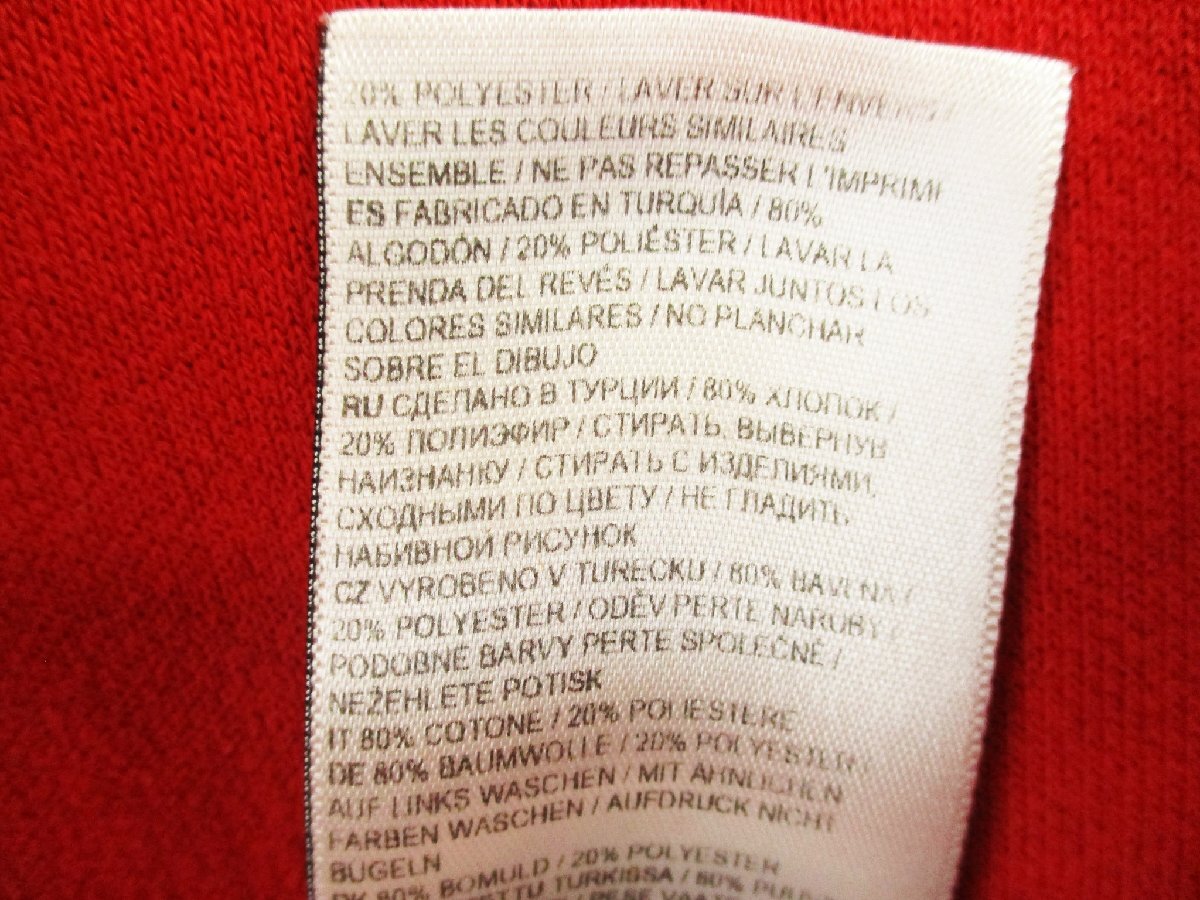 20% POLYESTER / LAVER SUR L'ENVERS /
LAVER LES COULEURS SIMILAIRES
ENSEMBLE / NE PAS REPASSER L'IMPRIMÉ
ES FABRICADO EN TURQUÍA / 80%
ALGODÓN / 20% POLIÉSTER / LAVAR LA
PRENDA DEL REVÉS / LAVAR JUNTOS LOS
COLORES SIMILARES / NO PLANCHAR
SOBRE EL DIBUJO
RU СДЕЛАНО В ТУРЦИИ / 80% ХЛОПОК /
20% ПОЛИЭФИР / СТИРАТЬ, ВЫВЕРНУВ
НАИЗНАНКУ / СТИРАТЬ С ИЗДЕЛИЯМИ,
СХОДНЫМИ ПО ЦВЕТУ / НЕ ГЛАДИТЬ
НАБИВНОЙ РИСУНОК
CZ VYROBENO V TURECKU / 80% BAVLNA /
20% POLYESTER / ODĚV PERTE NARUBY /
PODOBNÉ BARVY PERTE SPOLEČNĚ /
NEŽEHLETE POTISK
IT 80% COTONE / 20% POLIESTERE
DE 80% BAUMWOLLE / 20% POLYESTER /
AUF LINKS WASCHEN / MIT ÄHNLICHEN
FARBEN WASCHEN / AUFDRUCK NICHT
BÜGELN
DK 80% BOMULD / 20% POLYESTER
TURKISSA / 80%